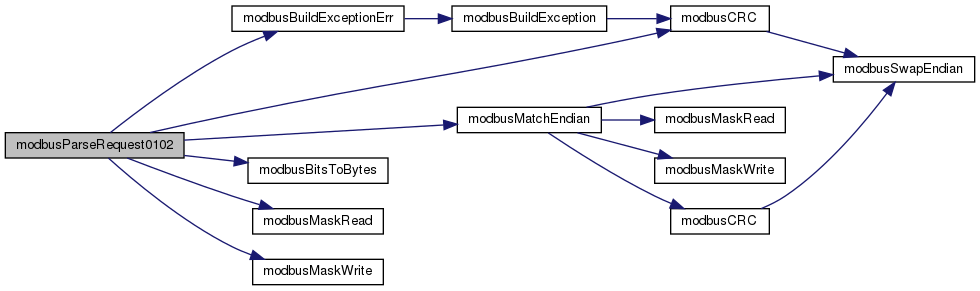 modbusBuildExceptionErr
modbusBuildException
modbusCRC
modbusSwapEndian
modbusMatchEndian
modbusMaskRead
modbusParseRequest0102
modbusBitsToBytes
modbusMaskWrite
modbusMaskRead
modbusCRC
modbusMaskWrite